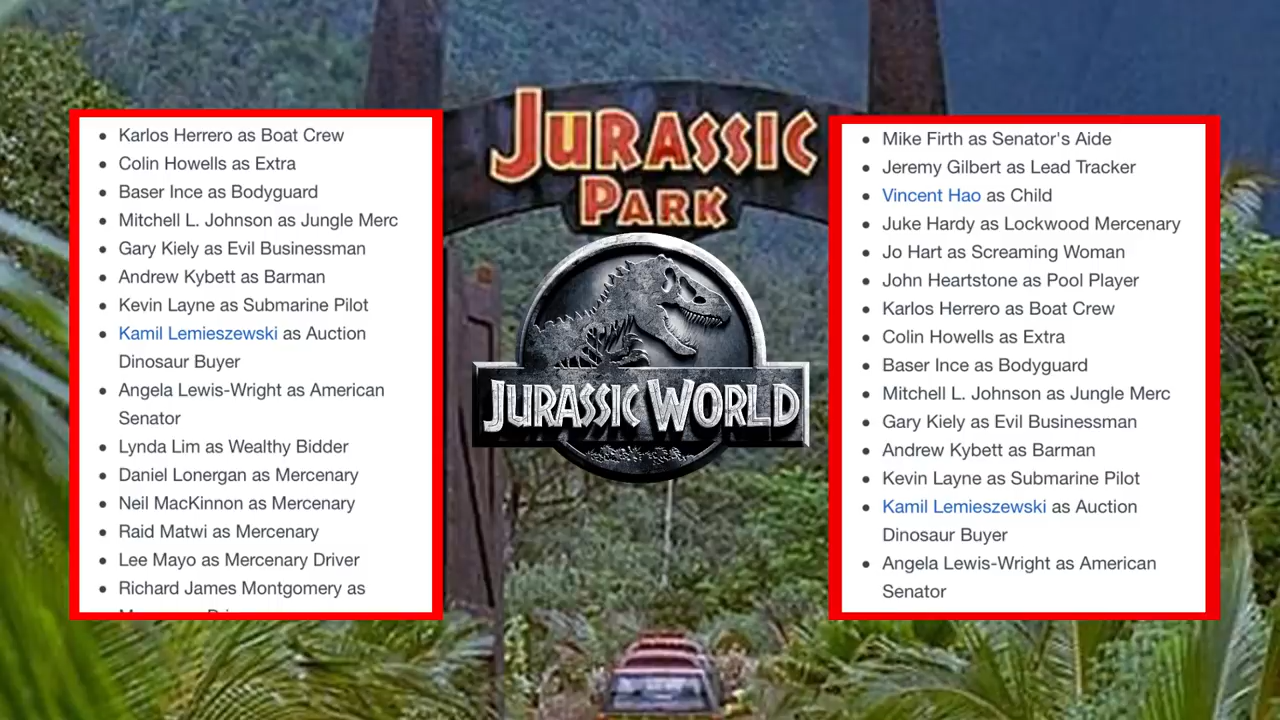 JURASSIC
PARK
JURASSIC WORLD
Karlos Herrero as Boat Crew
Colin Howells as Extra
Baser Ince as Bodyguard
Mitchell L. Johnson as Jungle Merc
Gary Kiely as Evil Businessman
Andrew Kybett as Barman
Kevin Layne as Submarine Pilot
Kamil Lemieszewski as Auction
Dinosaur Buyer
Angela Lewis-Wright as American
Senator
Lynda Lim as Wealthy Bidder
Daniel Lonergan as Mercenary
Neil MacKinnon as Mercenary
Raid Matwi as Mercenary
Lee Mayo as Mercenary Driver
Richard James Montgomery as
Mike Firth as Senator's Aide
Jeremy Gilbert as Lead Tracker
Vincent Hao as Child
Juke Hardy as Lockwood Mercenary
Jo Hart as Screaming Woman
John Heartstone as Pool Player
Karlos Herrero as Boat Crew
Colin Howells as Extra
Baser Ince as Bodyguard
Mitchell L. Johnson as Jungle Merc
Gary Kiely as Evil Businessman
Andrew Kybett as Barman
Kevin Layne as Submarine Pilot
Kamil Lemieszewski as Auction
Dinosaur Buyer
Angela Lewis-Wright as American
Senator